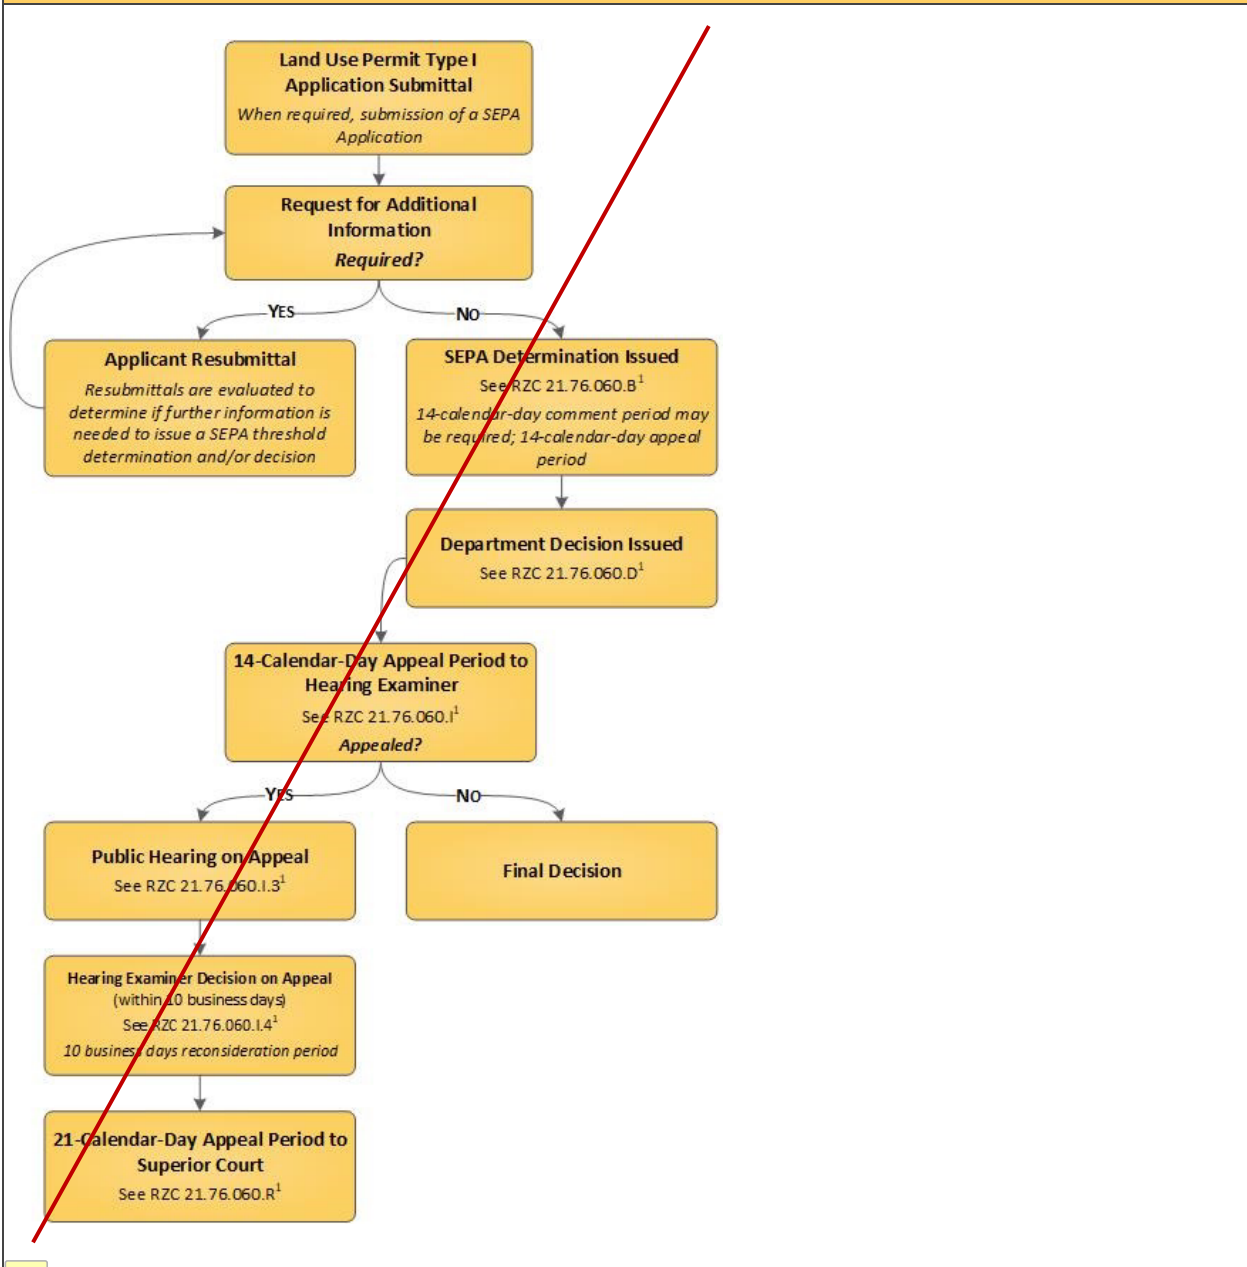 Land Use Permit Type I
Application Submittal
When required, submission of a SEPA
Application
Request for Additional
Information
Required?
YES
NO
Applicant Resubmittal
Resubmittals are evaluated to
determine if further information is
needed to issue a SEPA threshold
determination and/or decision
SEPA Determination Issued
See RZC 21.76.060.B¹
14-calendar-day comment period may
be required; 14-calendar-day appeal
period
Department Decision Issued
See RZC 21.76.060.D¹
14-Calendar-Day Appeal Period to
Hearing Examiner
See RZC 21.76.060.I¹
Appealed?
YES
NO
Public Hearing on Appeal
See RZC 21.76.060.I.3¹
Final Decision
Hearing Examiner Decision on Appeal
(within 10 business days)
See RZC 21.76.060.I.4¹
10 business days reconsideration period
21-Calendar-Day Appeal Period to
Superior Court
See RZC 21.76.060.R¹